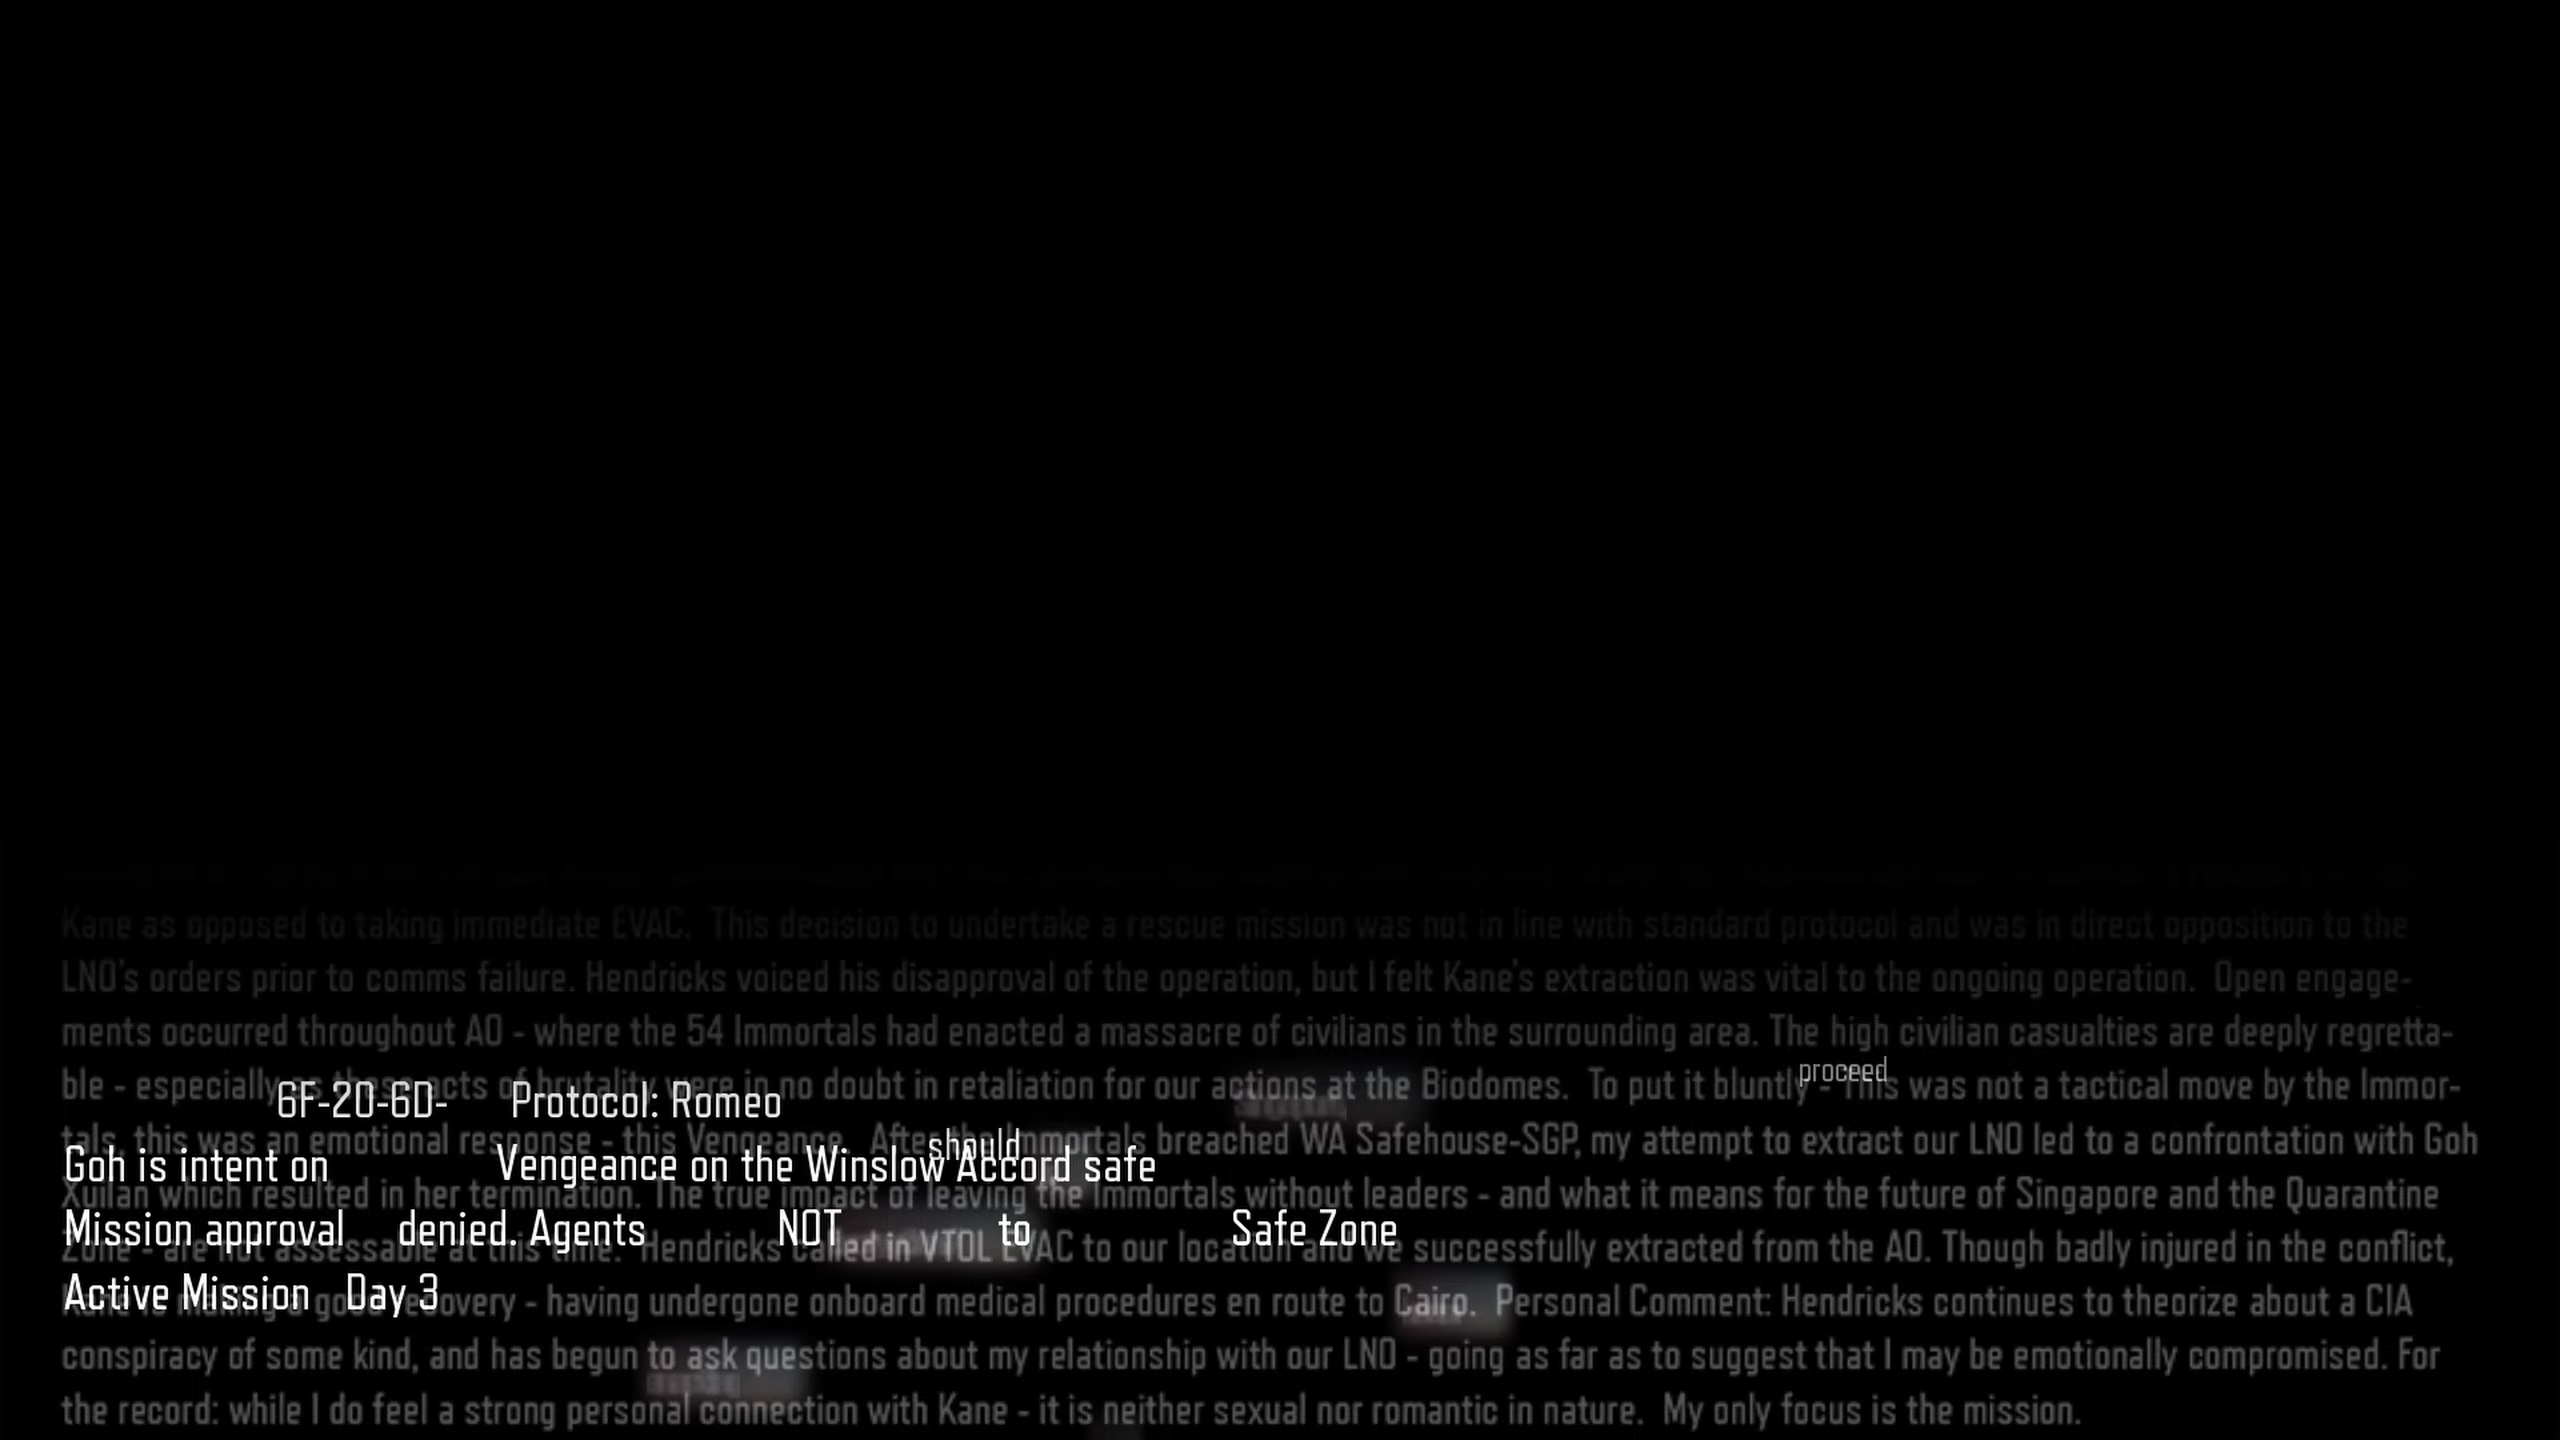 Kane as opposed to taking immediate EVAC. This decision to undertake a rescue mission was not in line with standard protocol and was in direct opposition to the
LNO's orders prior to comms failure. Hendricks voiced his disapproval of the operation, but I felt Kane's extraction was vital to the ongoing operation. Open engage-
ments occurred throughout AO - where the 54 Immortals had enacted a massacre of civilians in the surrounding area. The high civilian casualties are deeply regretta-
proceed
ble - especially as these acts of brutality were in no doubt in retaliation for our actions at the Biodomes. To put it bluntly - This was not a tactical move by the Immor-
6F-20-6D- Protocol: Romeo
tals, this was an emotional response - this Vengeance. After the Immortals breached WA Safehouse-SGP, my attempt to extract our LNO led to a confrontation with Goh
should
Goh is intent on Vengeance on the Winslow Accord safe
Xuilan which resulted in her termination. The true impact of leaving the Immortals without leaders - and what it means for the future of Singapore and the Quarantine
Mission approval denied. Agents NOT to Safe Zone
Zone - are not assessable at this time. Hendricks called in VTOL EVAC to our location and we successfully extracted from the AO. Though badly injured in the conflict,
Active Mission Day 3
Kane is making a good recovery - having undergone onboard medical procedures en route to Cairo. Personal Comment: Hendricks continues to theorize about a CIA
conspiracy of some kind, and has begun to ask questions about my relationship with our LNO - going as far as to suggest that I may be emotionally compromised. For
the record: while I do feel a strong personal connection with Kane - it is neither sexual nor romantic in nature. My only focus is the mission.